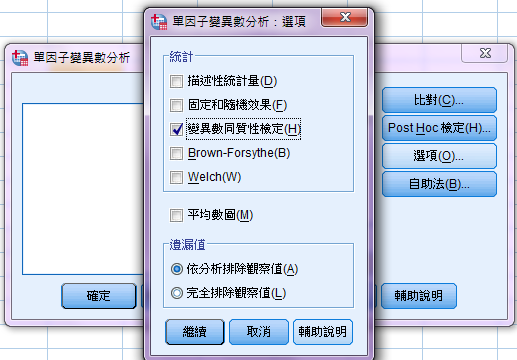 單因子變異數分析：選項
統計
描述性統計量(D)
固定和隨機效果(F)
變異數同質性檢定(H)
Brown-Forsythe(B)
Welch(W)
平均數圖(M)
遺漏值
依分析排除觀察值(A)
完全排除觀察值(L)
繼續
取消
輔助說明
單因子變異數分析
比對(C)...
Post Hoc 檢定(H)...
選項(O)...
自助法(B)...
確定
輔助說明